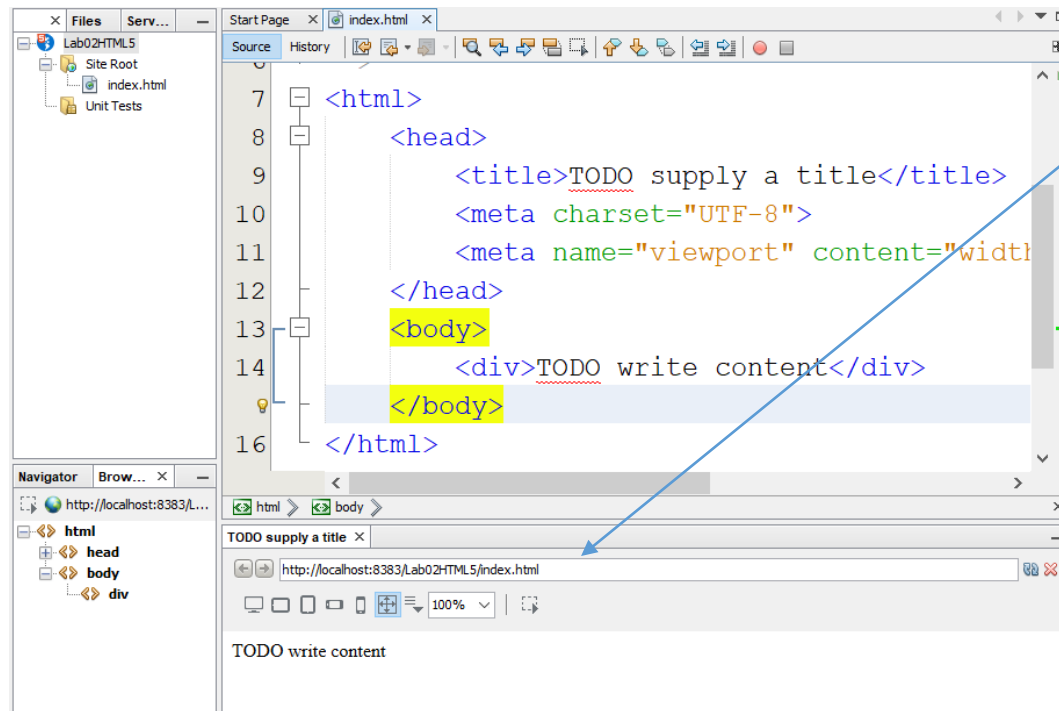 Files Serv...
Lab02HTML5
Site Root
index.html
Unit Tests
Start Page index.html
Source History
7 <html>
8 <head>
9 <title>TODO supply a title</title>
10 <meta charset="UTF-8">
11 <meta name="viewport" content="width
12 </head>
13 <body>
14 <div>TODO write content</div>
</body>
16 </html>
html body
Navigator Brow...
http://localhost:8383/L...
html
head
body
div
TODO supply a title
http://localhost:8383/Lab02HTML5/index.html
100%
TODO write content